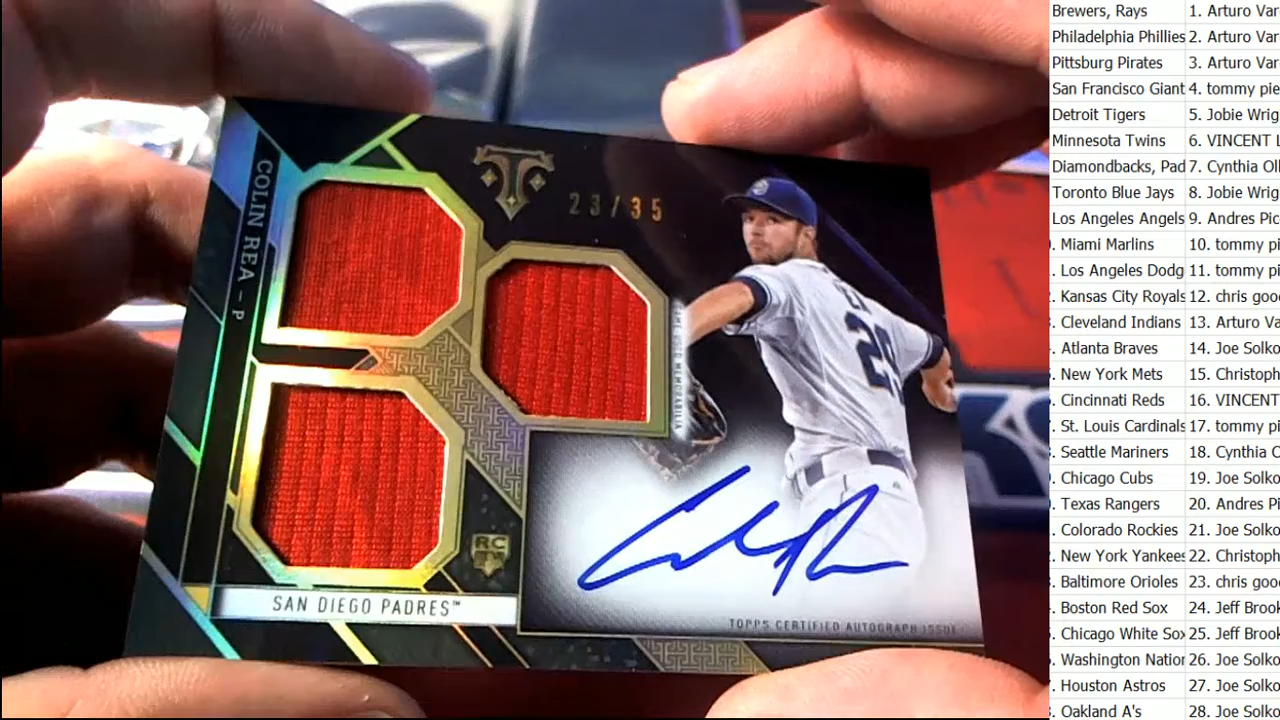 COLIN REA - P
23/35
29
GAME USED MEMORABILIA
RC
SAN DIEGO PADRES™
TOPPS CERTIFIED AUTOGRAPH ISSUE
Brewers, Rays 1. Arturo Var
Philadelphia Phillies 2. Arturo Var
Pittsburg Pirates 3. Arturo Var
San Francisco Giant 4. tommy pie
Detroit Tigers 5. Jobie Wrig
Minnesota Twins 6. VINCENT L
Diamondbacks, Pad 7. Cynthia Oll
Toronto Blue Jays 8. Jobie Wrig
Los Angeles Angels 9. Andres Pic
. Miami Marlins 10. tommy pi
. Los Angeles Dodg 11. tommy pi
. Kansas City Royals 12. chris goo
. Cleveland Indians 13. Arturo Va
. Atlanta Braves 14. Joe Solko
. New York Mets 15. Christoph
. Cincinnati Reds 16. VINCENT
. St. Louis Cardinals 17. tommy pi
. Seattle Mariners 18. Cynthia O
. Chicago Cubs 19. Joe Solko
. Texas Rangers 20. Andres Pi
. Colorado Rockies 21. Joe Solko
. New York Yankees 22. Christoph
. Baltimore Orioles 23. chris goo
. Boston Red Sox 24. Jeff Brool
. Chicago White Sox 25. Jeff Brool
. Washington Nation 26. Joe Solko
. Houston Astros 27. Joe Solko
. Oakland A's 28. Joe Solko